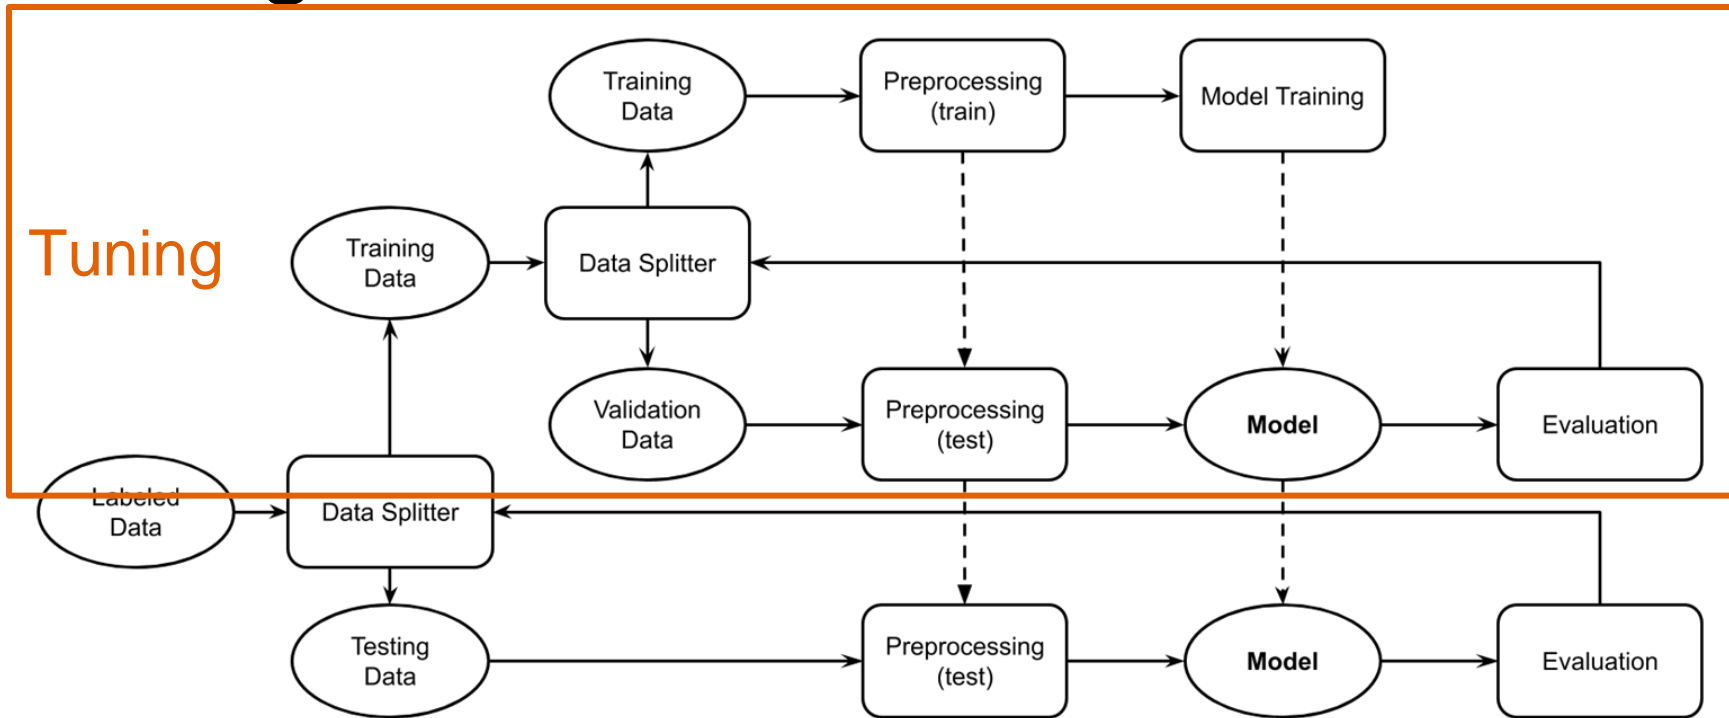 Training
Data
Preprocessing
(train)
Model Training
Tuning
Training
Data
Data Splitter
Validation
Data
Preprocessing
(test)
Model
Evaluation
Labeled
Data
Data Splitter
Testing
Data
Preprocessing
(test)
Model
Evaluation